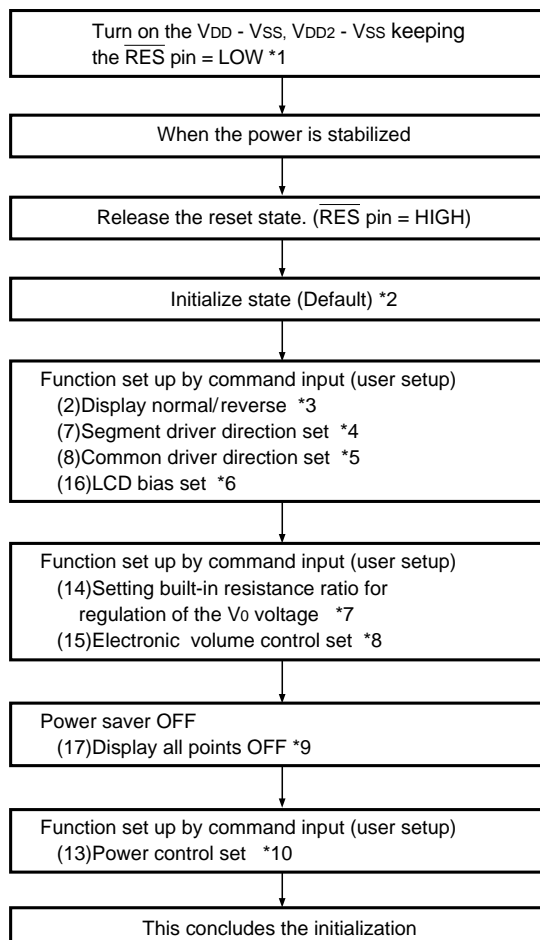 Turn on the VDD - VSS, VDD2 - VSS keeping
the RES pin = LOW *1
When the power is stabilized
Release the reset state. (RES pin = HIGH)
Initialize state (Default) *2
Function set up by command input (user setup)
(2)Display normal/reverse *3
(7)Segment driver direction set *4
(8)Common driver direction set *5
(16)LCD bias set *6
Function set up by command input (user setup)
(14)Setting built-in resistance ratio for
regulation of the V0 voltage *7
(15)Electronic volume control set *8
Power saver OFF
(17)Display all points OFF *9
Function set up by command input (user setup)
(13)Power control set *10
This concludes the initialization